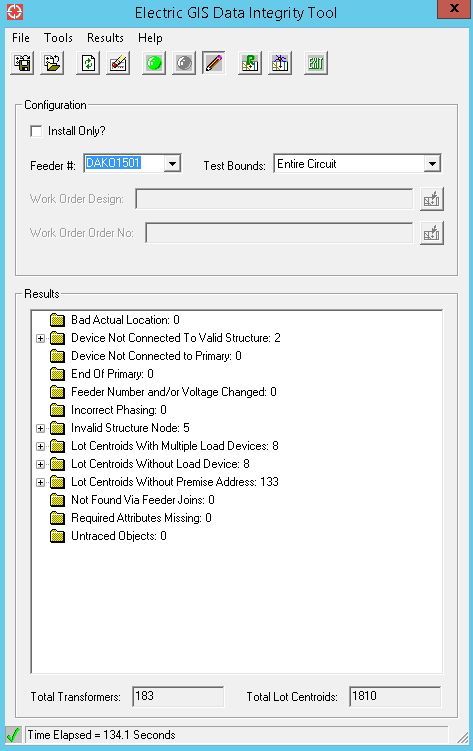 Electric GIS Data Integrity Tool
x
File Tools Results Help
EXIT
Configuration
Install Only?
Feeder #: DAKO1501 Test Bounds: Entire Circuit
Work Order Design:
Work Order Order No:
Results
Bad Actual Location: 0
Device Not Connected To Valid Structure: 2
Device Not Connected to Primary: 0
End Of Primary: 0
Feeder Number and/or Voltage Changed: 0
Incorrect Phasing: 0
Invalid Structure Node: 5
Lot Centroids With Multiple Load Devices: 8
Lot Centroids Without Load Device: 8
Lot Centroids Without Premise Address: 133
Not Found Via Feeder Joins: 0
Required Attributes Missing: 0
Untraced Objects: 0
Total Transformers: 183 Total Lot Centroids: 1810
Time Elapsed = 134.1 Seconds